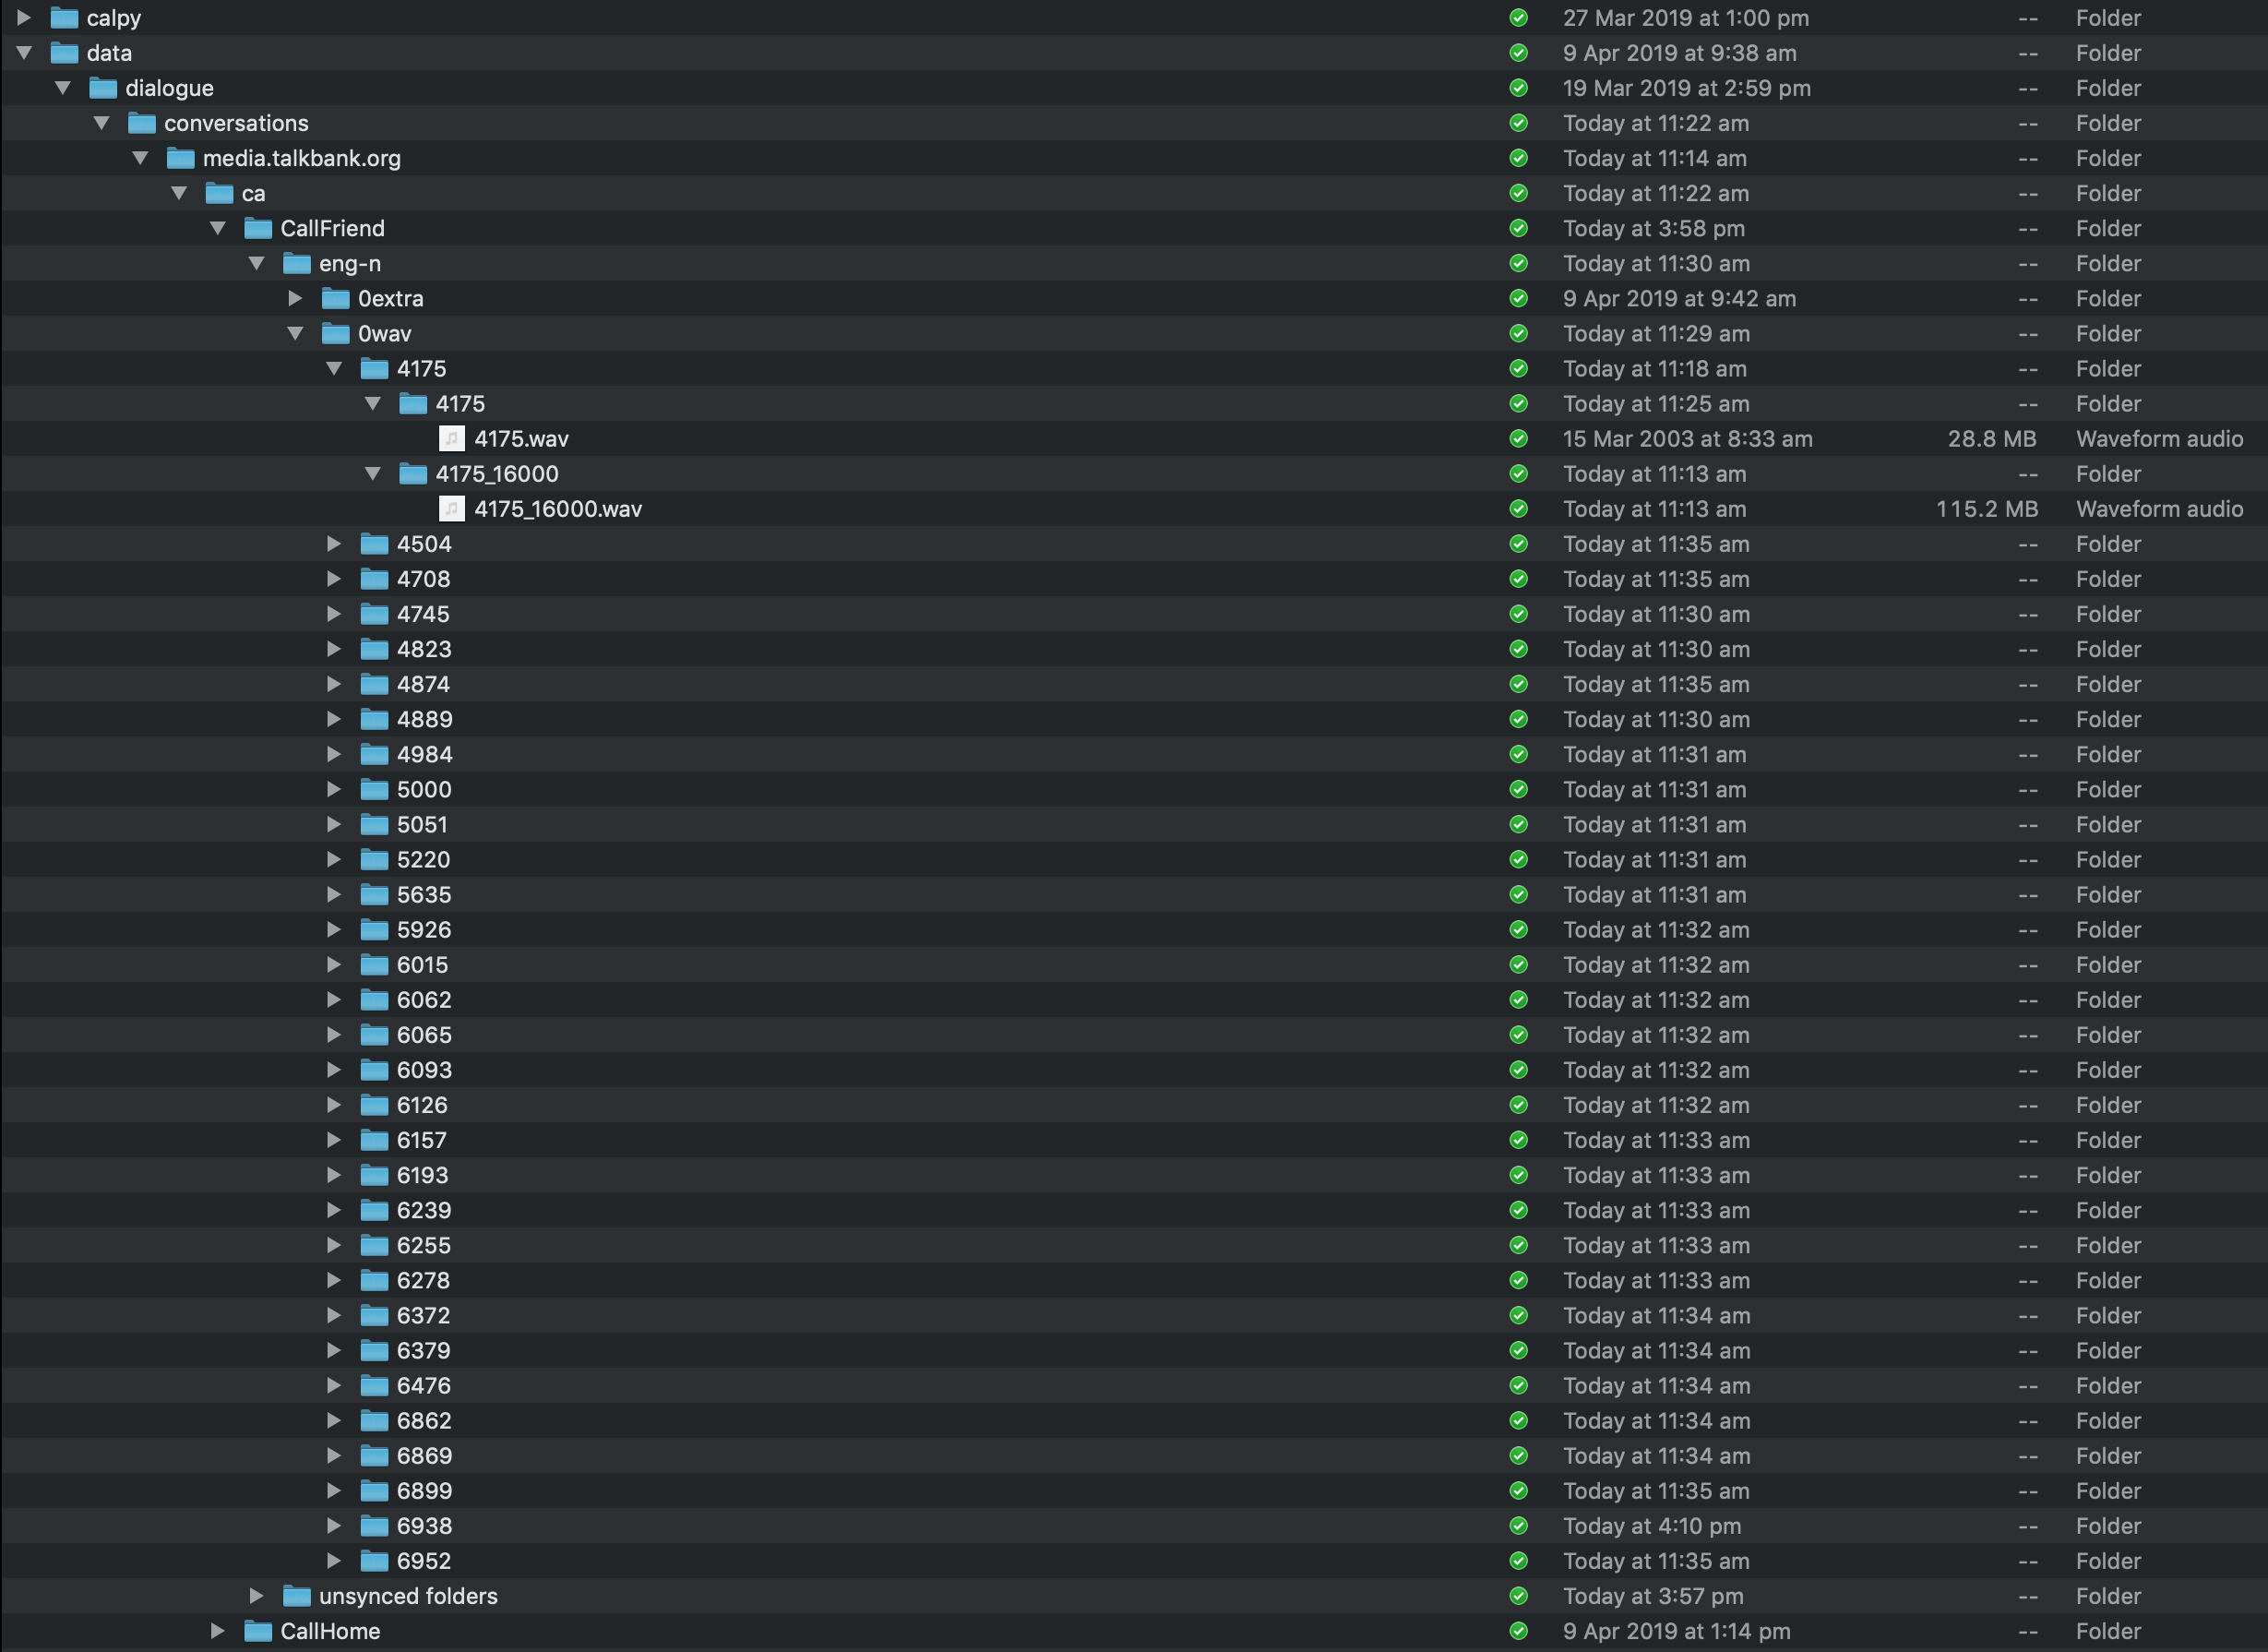 calpy 27 Mar 2019 at 1:00 pm -- Folder
data 9 Apr 2019 at 9:38 am -- Folder
dialogue 19 Mar 2019 at 2:59 pm -- Folder
conversations Today at 11:22 am -- Folder
media.talkbank.org Today at 11:14 am -- Folder
ca Today at 11:22 am -- Folder
CallFriend Today at 3:58 pm -- Folder
eng-n Today at 11:30 am -- Folder
0extra 9 Apr 2019 at 9:42 am -- Folder
0wav Today at 11:29 am -- Folder
4175 Today at 11:18 am -- Folder
4175 Today at 11:25 am -- Folder
4175.wav 15 Mar 2003 at 8:33 am 28.8 MB Waveform audio
4175_16000 Today at 11:13 am -- Folder
4175_16000.wav Today at 11:13 am 115.2 MB Waveform audio
4504 Today at 11:35 am -- Folder
4708 Today at 11:35 am -- Folder
4745 Today at 11:30 am -- Folder
4823 Today at 11:30 am -- Folder
4874 Today at 11:35 am -- Folder
4889 Today at 11:30 am -- Folder
4984 Today at 11:31 am -- Folder
5000 Today at 11:31 am -- Folder
5051 Today at 11:31 am -- Folder
5220 Today at 11:31 am -- Folder
5635 Today at 11:31 am -- Folder
5926 Today at 11:32 am -- Folder
6015 Today at 11:32 am -- Folder
6062 Today at 11:32 am -- Folder
6065 Today at 11:32 am -- Folder
6093 Today at 11:32 am -- Folder
6126 Today at 11:32 am -- Folder
6157 Today at 11:33 am -- Folder
6193 Today at 11:33 am -- Folder
6239 Today at 11:33 am -- Folder
6255 Today at 11:33 am -- Folder
6278 Today at 11:33 am -- Folder
6372 Today at 11:34 am -- Folder
6379 Today at 11:34 am -- Folder
6476 Today at 11:34 am -- Folder
6862 Today at 11:34 am -- Folder
6869 Today at 11:34 am -- Folder
6899 Today at 11:35 am -- Folder
6938 Today at 4:10 pm -- Folder
6952 Today at 11:35 am -- Folder
unsynced folders Today at 3:57 pm -- Folder
CallHome 9 Apr 2019 at 1:14 pm -- Folder